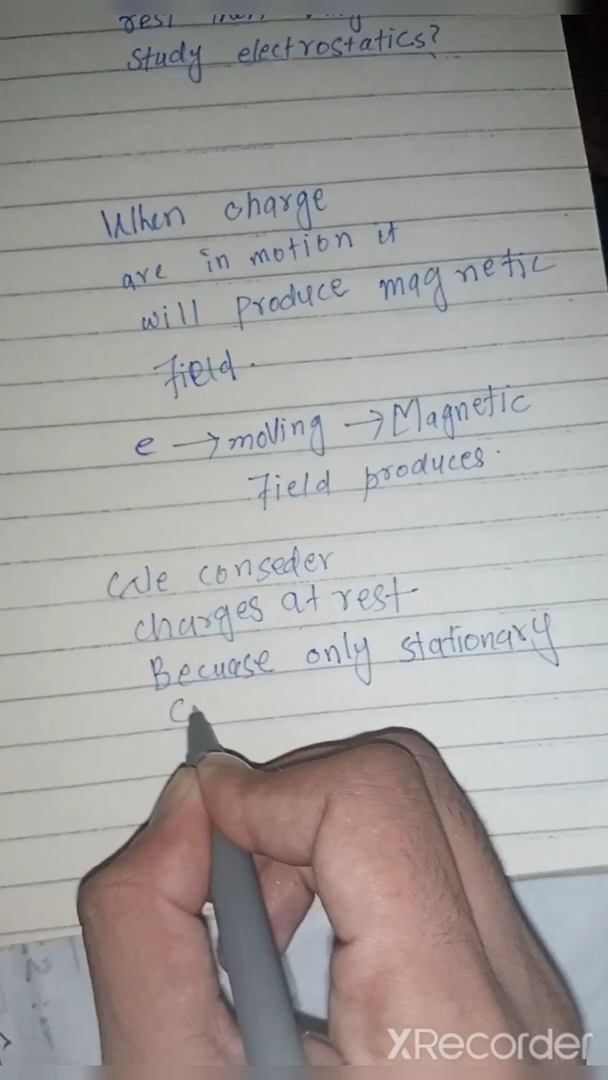 study electrostatics?
When charge
are in motion it
will produce magnetic
Field.
e → moving → Magnetic
Field produces.
We conseder
charges at rest
Becuase only stationary
C
XRecorder